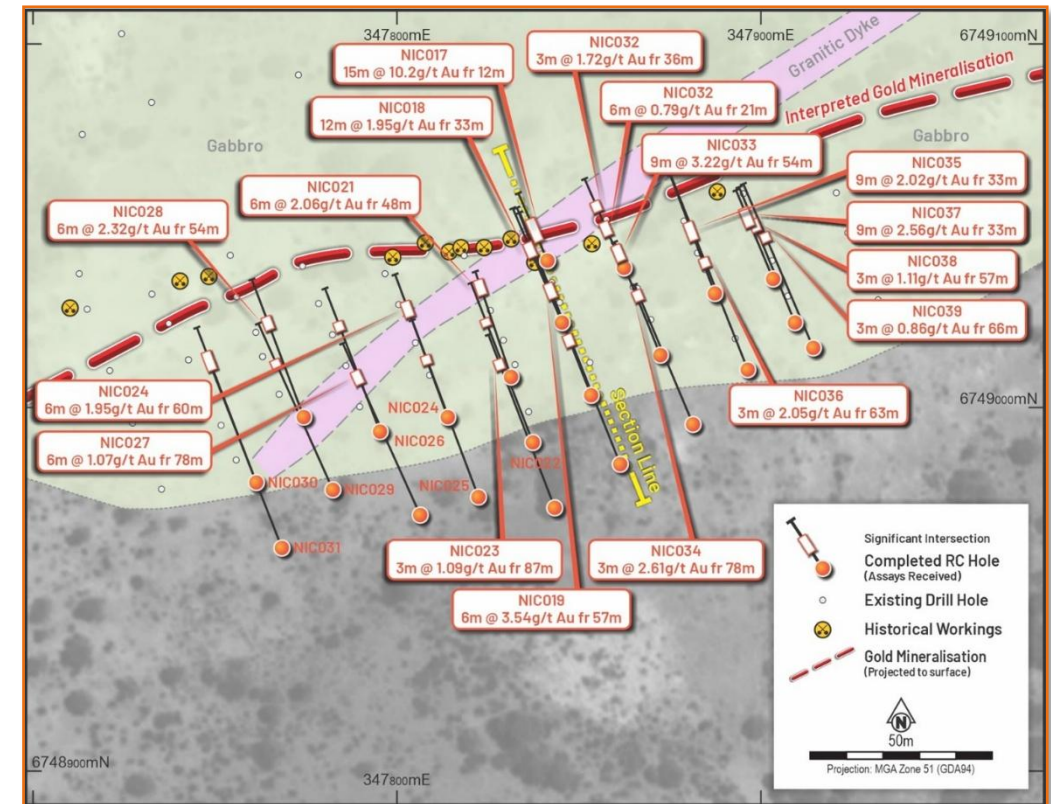 347800mE
347900mE
6749100mN
Granitic Dyke
Interpreted Gold Mineralisation
Gabbro
Gabbro
NIC017
15m @ 10.2g/t Au fr 12m
NIC032
3m @ 1.72g/t Au fr 36m
NIC018
12m @ 1.95g/t Au fr 33m
NIC032
6m @ 0.79g/t Au fr 21m
NIC033
9m @ 3.22g/t Au fr 54m
NIC035
9m @ 2.02g/t Au fr 33m
NIC021
6m @ 2.06g/t Au fr 48m
NIC028
6m @ 2.32g/t Au fr 54m
NIC037
9m @ 2.56g/t Au fr 33m
NIC038
3m @ 1.11g/t Au fr 57m
NIC039
3m @ 0.86g/t Au fr 66m
NIC024
6m @ 1.95g/t Au fr 60m
NIC036
3m @ 2.05g/t Au fr 63m
6749000mN
NIC027
6m @ 1.07g/t Au fr 78m
NIC024
NIC026
Section Line
NIC022
NIC030
NIC029
NIC025
NIC031
NIC023
3m @ 1.09g/t Au fr 87m
NIC034
3m @ 2.61g/t Au fr 78m
NIC019
6m @ 3.54g/t Au fr 57m
Significant Intersection
Completed RC Hole
(Assays Received)
Existing Drill Hole
Historical Workings
Gold Mineralisation
(Projected to surface)
N
50m
Projection: MGA Zone 51 (GDA94)
6748900mN
347800mE